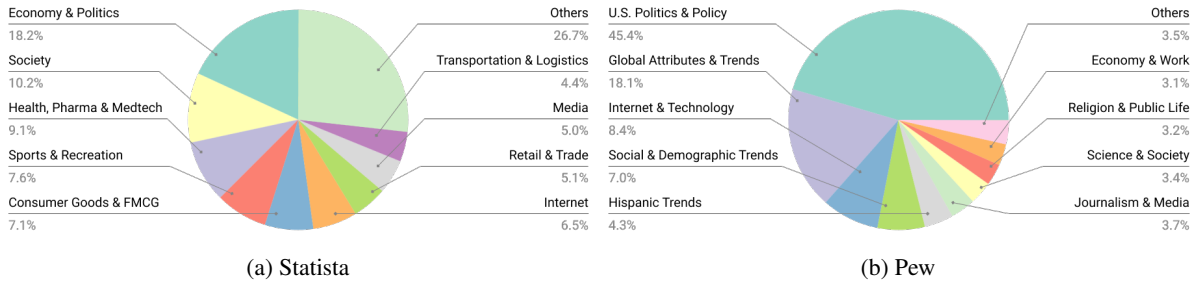 Economy & Politics
18.2%
Society
10.2%
Health, Pharma & Medtech
9.1%
Sports & Recreation
7.6%
Consumer Goods & FMCG
7.1%
Others
26.7%
Transportation & Logistics
4.4%
Media
5.0%
Retail & Trade
5.1%
Internet
6.5%
(a) Statista
U.S. Politics & Policy
45.4%
Global Attributes & Trends
18.1%
Internet & Technology
8.4%
Social & Demographic Trends
7.0%
Hispanic Trends
4.3%
Others
3.5%
Economy & Work
3.1%
Religion & Public Life
3.2%
Science & Society
3.4%
Journalism & Media
3.7%
(b) Pew